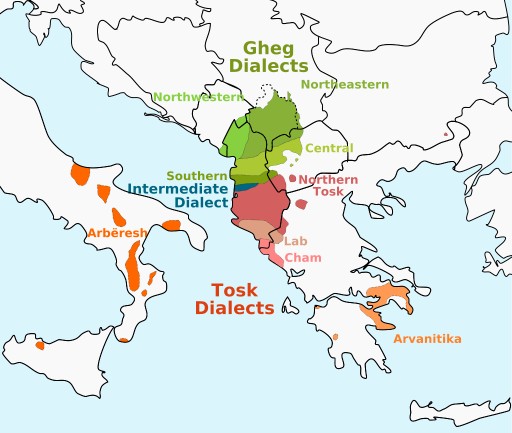 Gheg
Dialects
Northeastern
Northwestern
Central
Southern
Intermediate
Dialect
Northern
Tosk
Arbëresh
Lab
Cham
Tosk
Dialects
Arvanitika